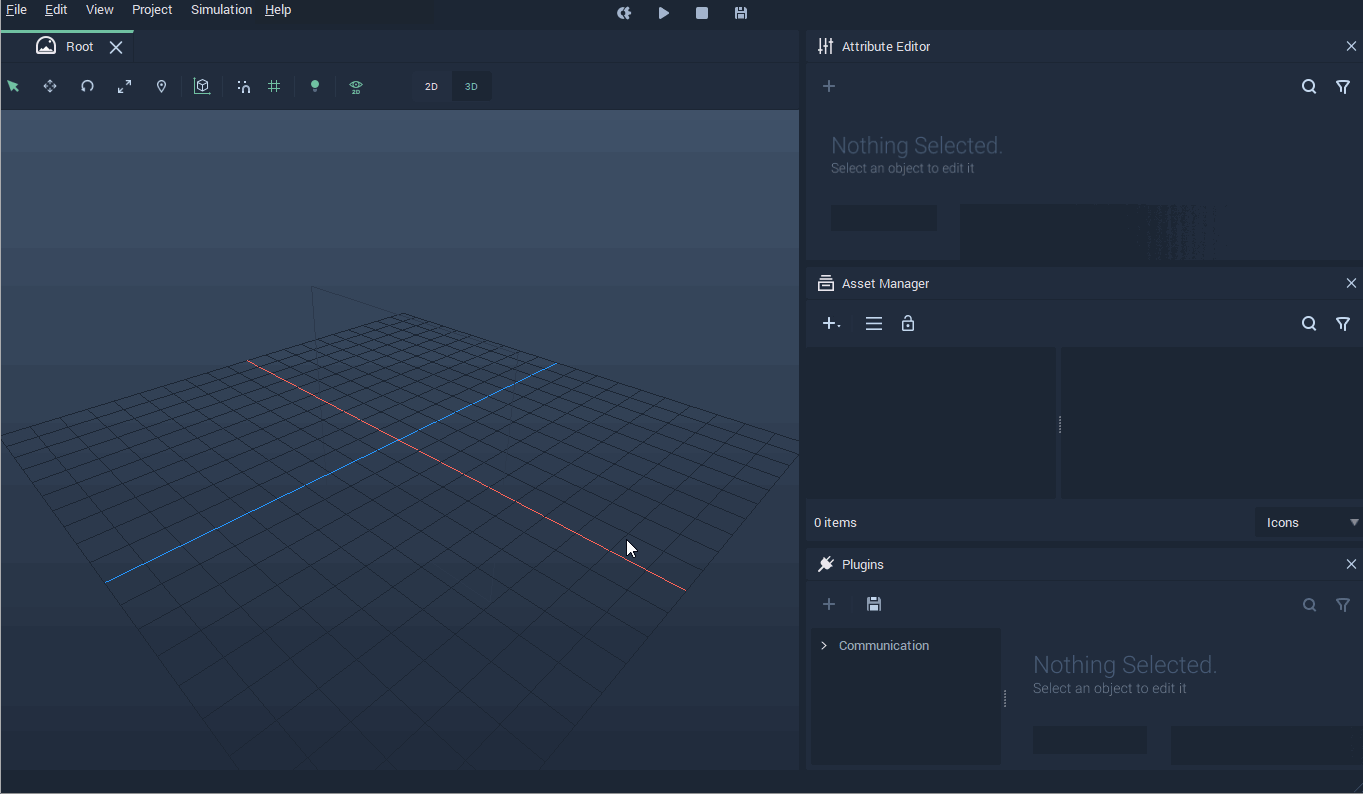 File Edit View Project Simulation Help
Root
2D
2D 3D
Attribute Editor
Nothing Selected.
Select an object to edit it
Asset Manager
0 items
Icons
Plugins
Communication
Nothing Selected.
Select an object to edit it